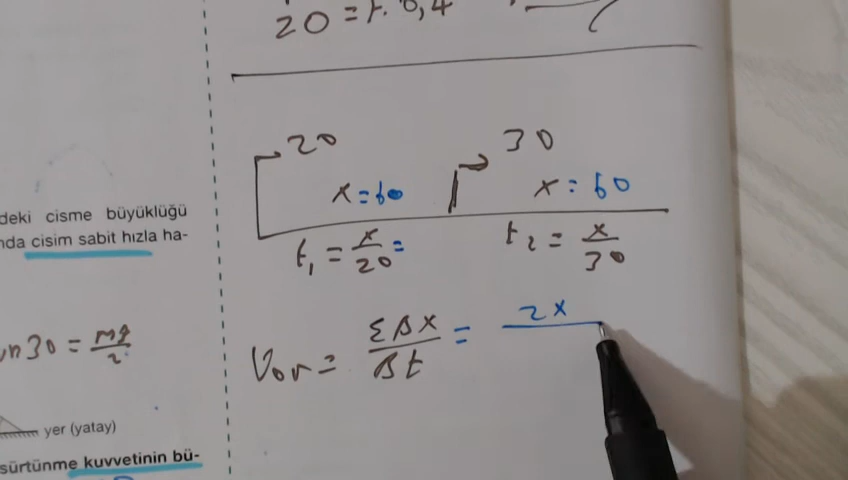 20 = F. 0,4
20
30
x = 60
x = 60
t₁ = x/20 =
t₂ = x/30
deki cisme büyüklüğü
nda cisim sabit hızla ha-
Vor = ΣΔX/Δt = 2x
n30 = mg/2
yer (yatay)
sürtünme kuvvetinin bü-